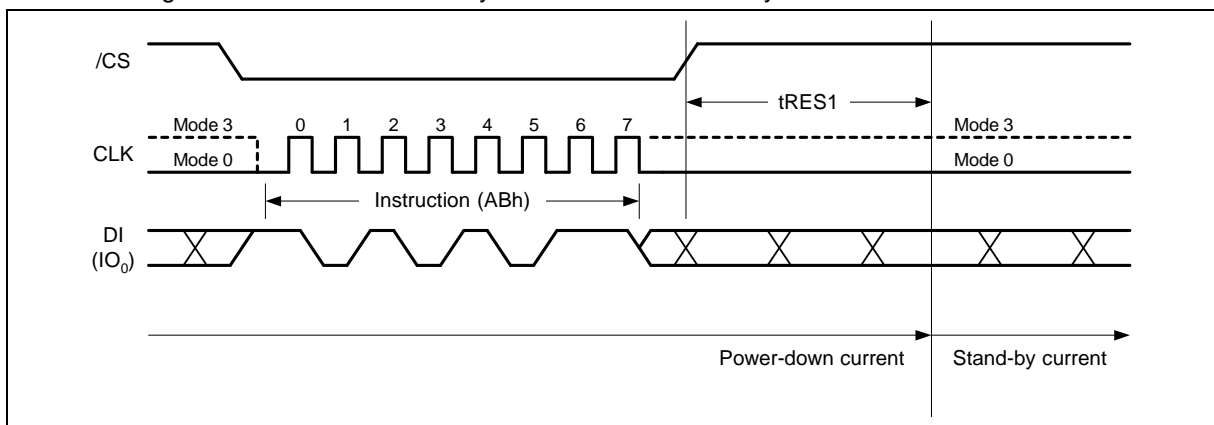 /CS
tRES1
Mode 3 0 1 2 3 4 5 6 7 Mode 3
CLK
Mode 0 Mode 0
Instruction (ABh)
DI
(IO0)
Power-down current Stand-by current